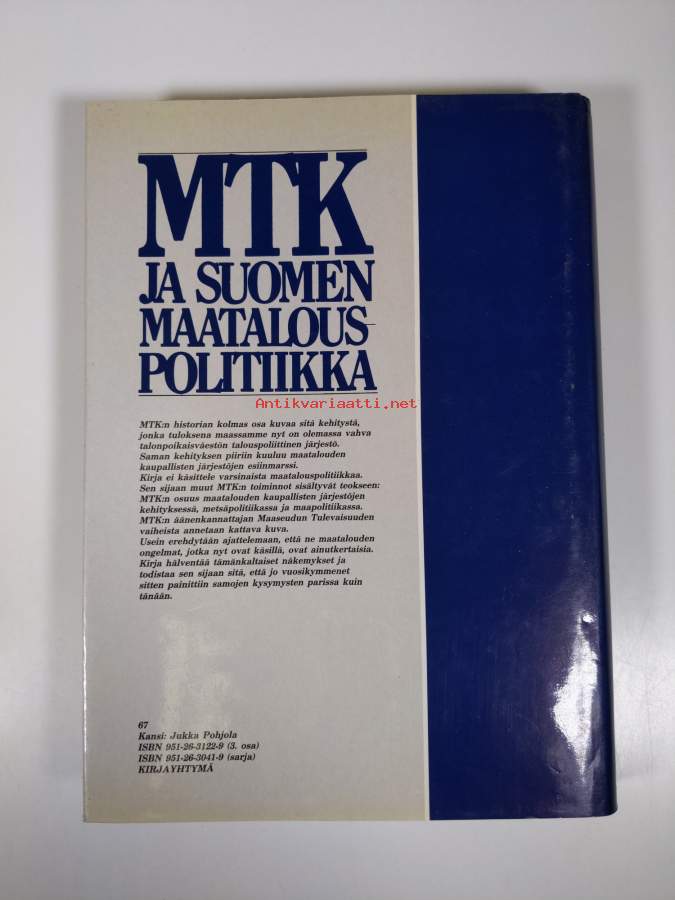 MTK
JA SUOMEN
MAATALOUS-
POLITIIKKA
Antikvariaatti.net
MTK:n historian kolmas osa kuvaa sitä kehitystä,
jonka tuloksena maassamme nyt on olemassa vahva
talonpoikaisväestön talouspoliittinen järjestö.
Saman kehityksen piiriin kuuluu maatalouden
kaupallisten järjestöjen esiinmarssi.
Kirja ei käsittele varsinaista maatalouspolitiikkaa.
Sen sijaan muut MTK:n toiminnot sisältyvät teokseen:
MTK:n osuus maatalouden kaupallisten järjestöjen
kehityksessä, metsäpolitiikassa ja maapolitiikassa.
MTK:n äänenkannattajan Maaseudun Tulevaisuuden
vaiheista annetaan kattava kuva.
Usein erehdytään ajattelemaan, että ne maatalouden
ongelmat, jotka nyt ovat käsillä, ovat ainutkertaisia.
Kirja hälventää tämänkaltaiset näkemykset ja
todistaa sen sijaan sitä, että jo vuosikymmenet
sitten painittiin samojen kysymysten parissa kuin
tänään.
67
Kansi: Jukka Pohjola
ISBN 951-26-3122-9 (3. osa)
ISBN 951-26-3041-9 (sarja)
KIRJAYHTYMÄ